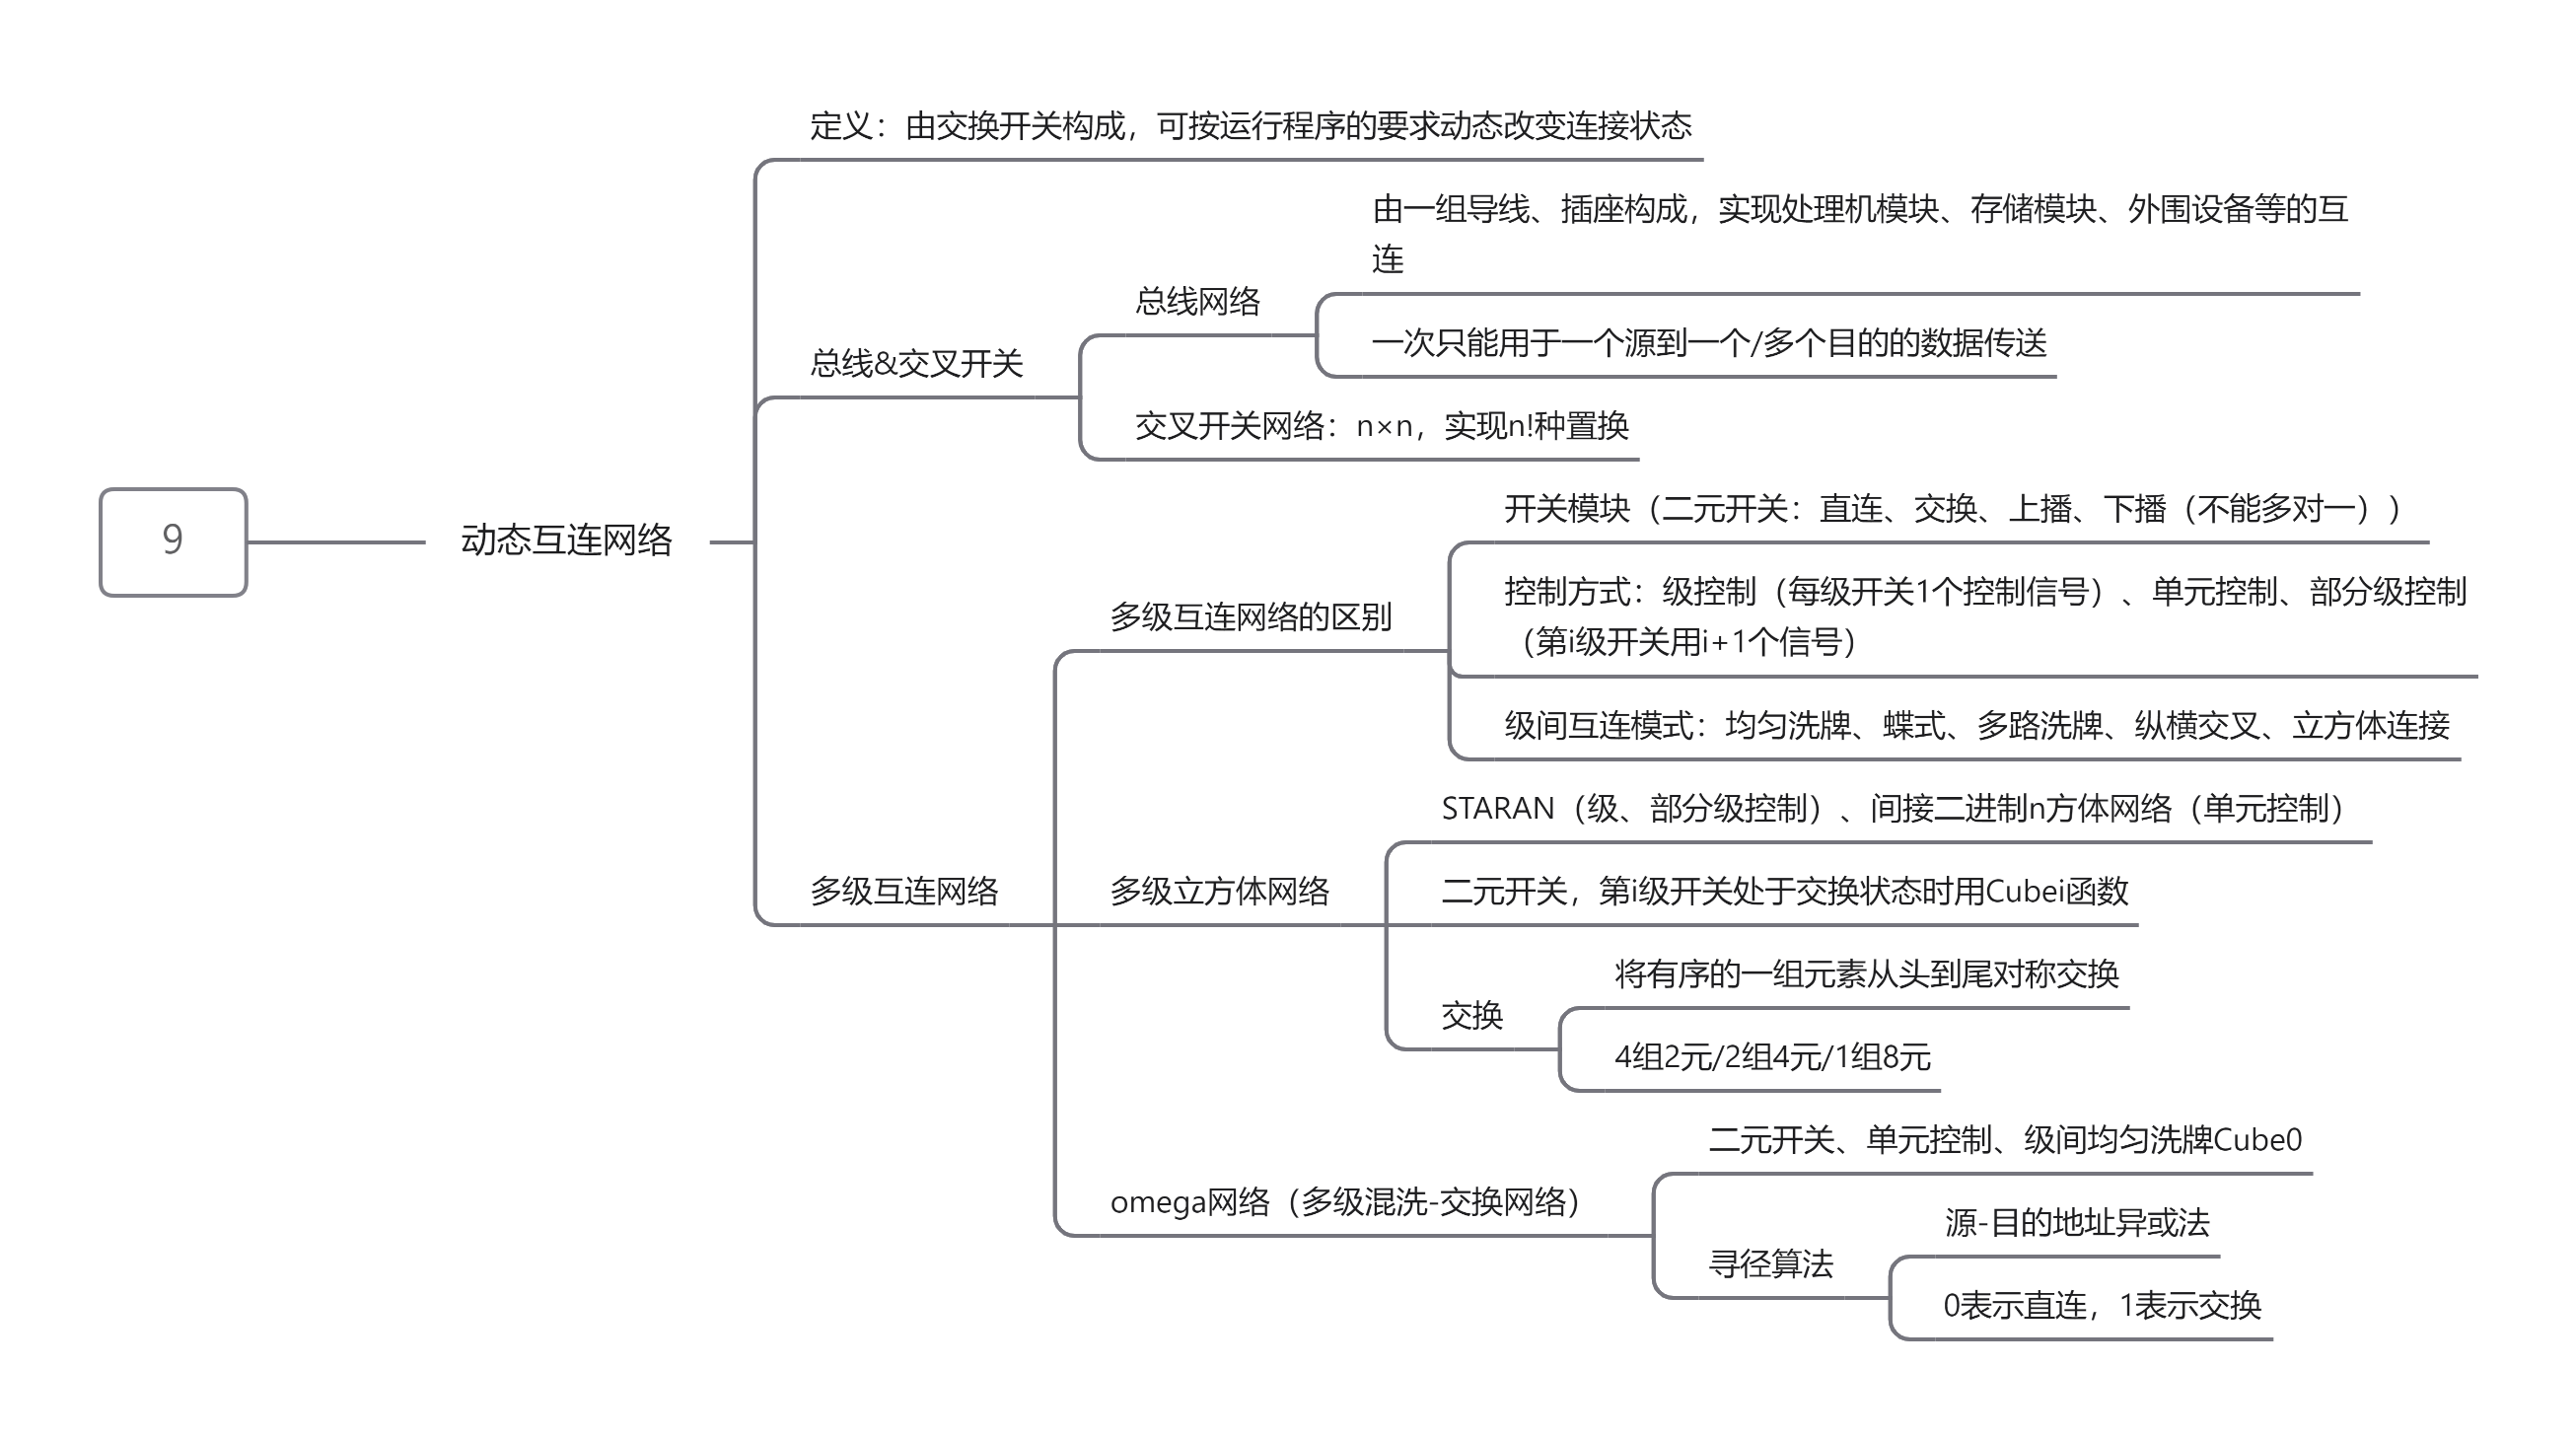 9
动态互连网络
定义：由交换开关构成，可按运行程序的要求动态改变连接状态
总线&交叉开关
总线网络
由一组导线、插座构成，实现处理机模块、存储模块、外围设备等的互
连
一次只能用于一个源到一个/多个目的的数据传送
交叉开关网络：n×n，实现n!种置换
多级互连网络
多级互连网络的区别
开关模块（二元开关：直连、交换、上播、下播（不能多对一））
控制方式：级控制（每级开关1个控制信号）、单元控制、部分级控制
（第i级开关用i+1个信号）
级间互连模式：均匀洗牌、蝶式、多路洗牌、纵横交叉、立方体连接
多级立方体网络
STARAN（级、部分级控制）、间接二进制n方体网络（单元控制）
二元开关，第i级开关处于交换状态时用Cubei函数
交换
将有序的一组元素从头到尾对称交换
4组2元/2组4元/1组8元
omega网络（多级混洗-交换网络）
二元开关、单元控制、级间均匀洗牌Cube0
寻径算法
源-目的地址异或法
0表示直连，1表示交换